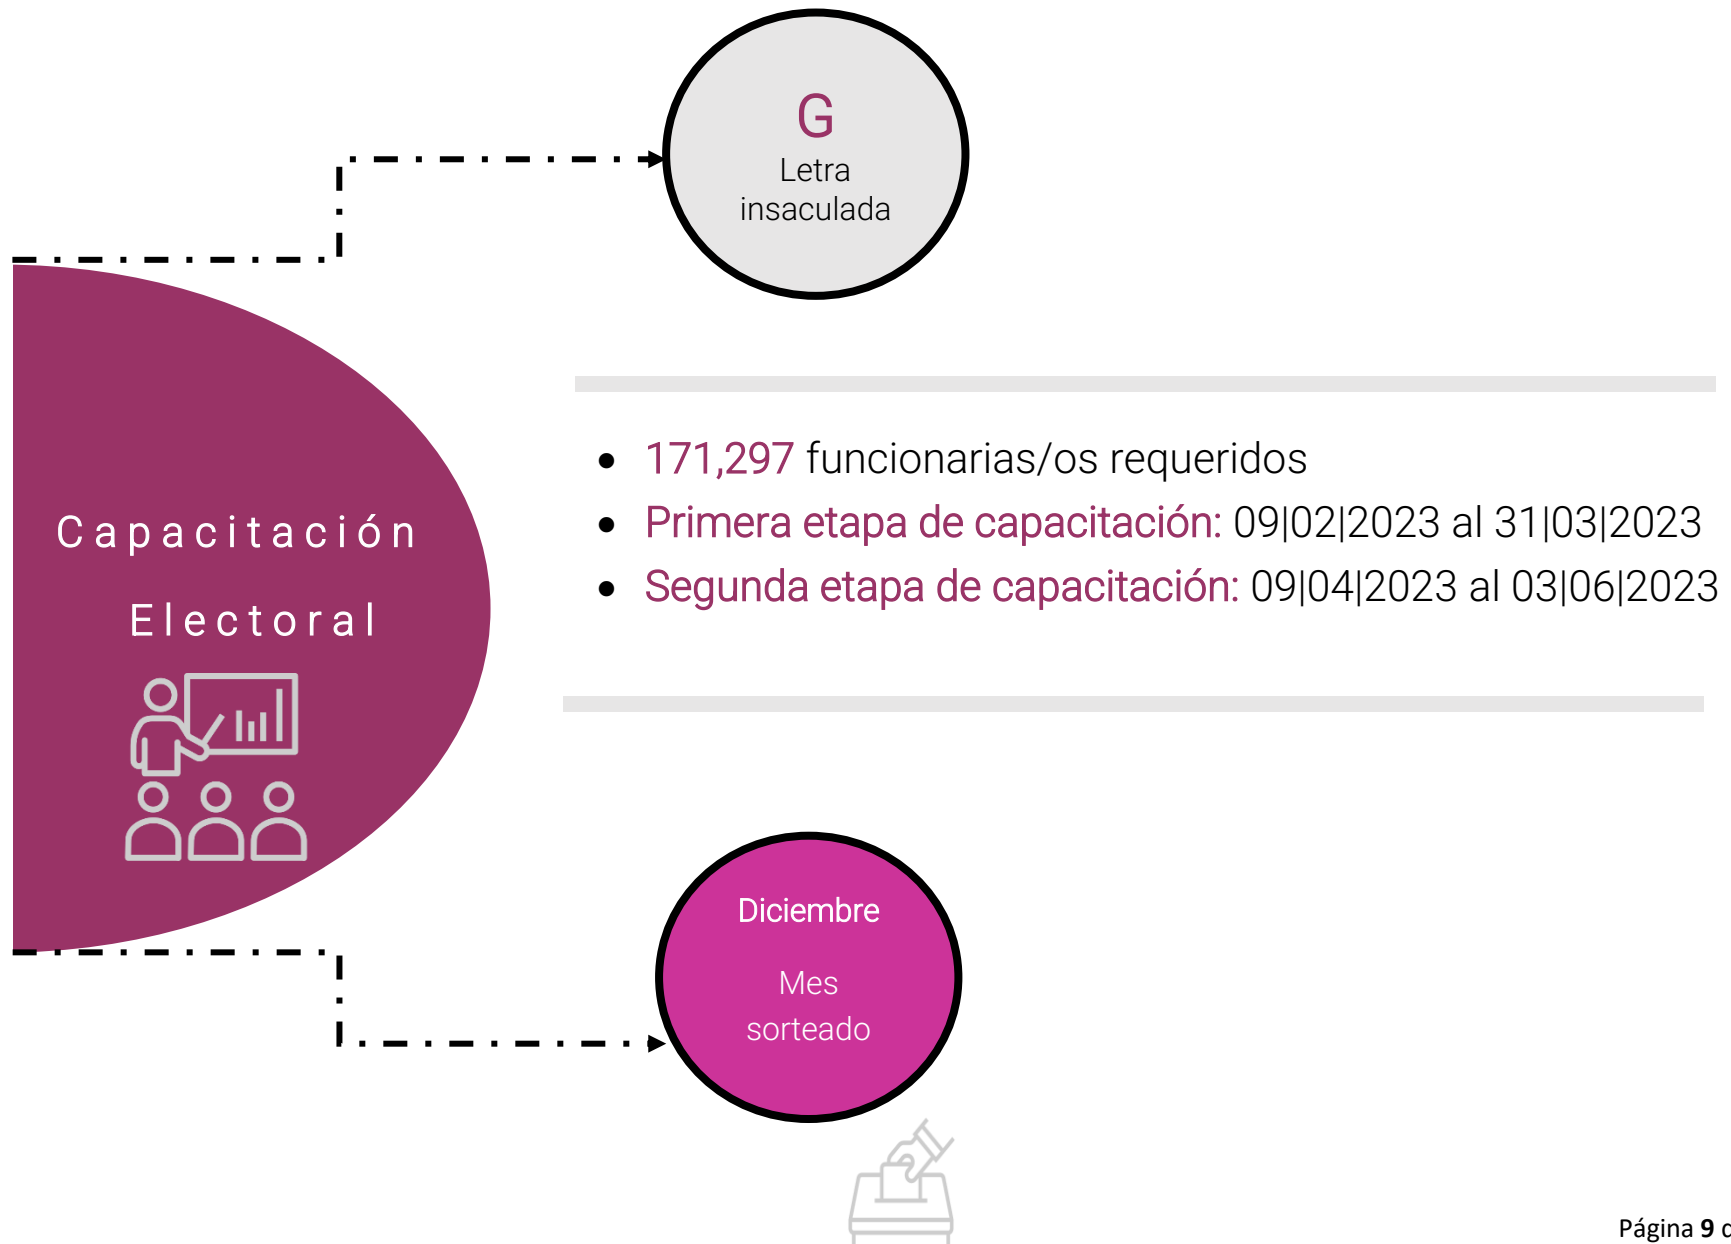 G
Letra
insaculada
Capacitación
Electoral
• 171,297 funcionarias/os requeridos
• Primera etapa de capacitación: 09|02|2023 al 31|03|2023
• Segunda etapa de capacitación: 09|04|2023 al 03|06|2023
Diciembre
Mes
sorteado
Página 9